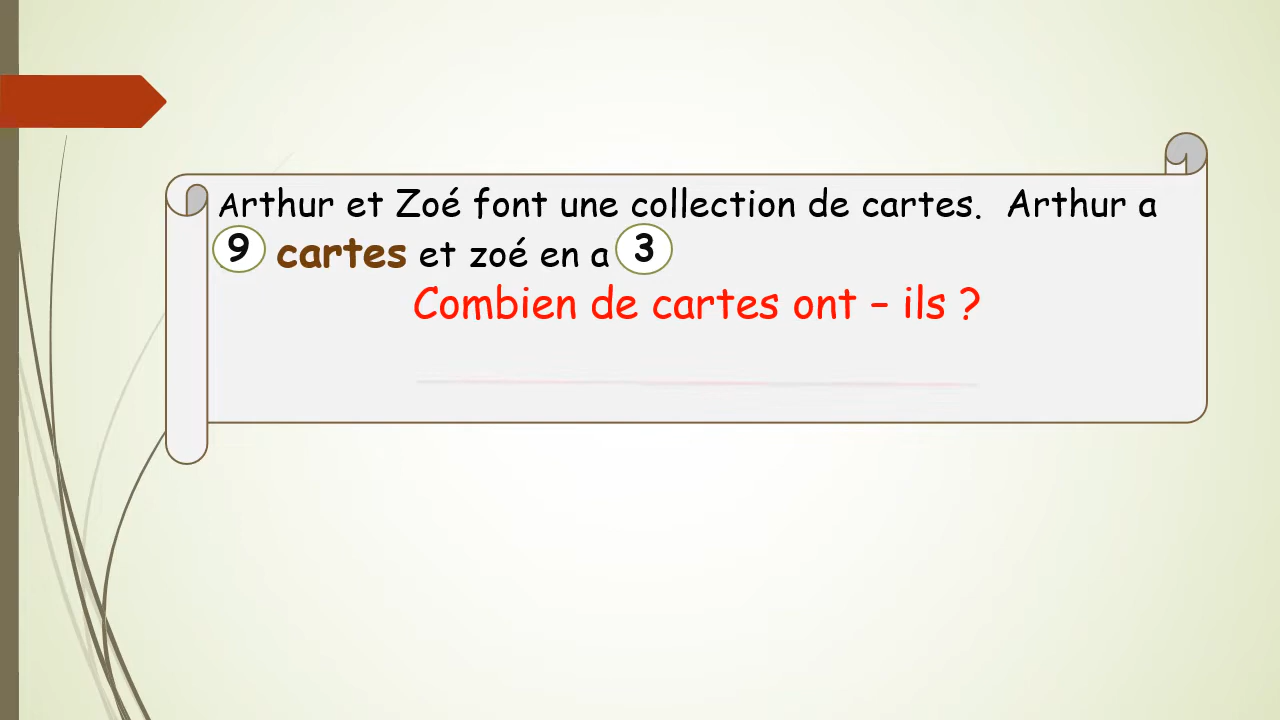 Arthur et Zoé font une collection de cartes.  Arthur a
9 cartes et zoé en a 3
Combien de cartes ont – ils ?